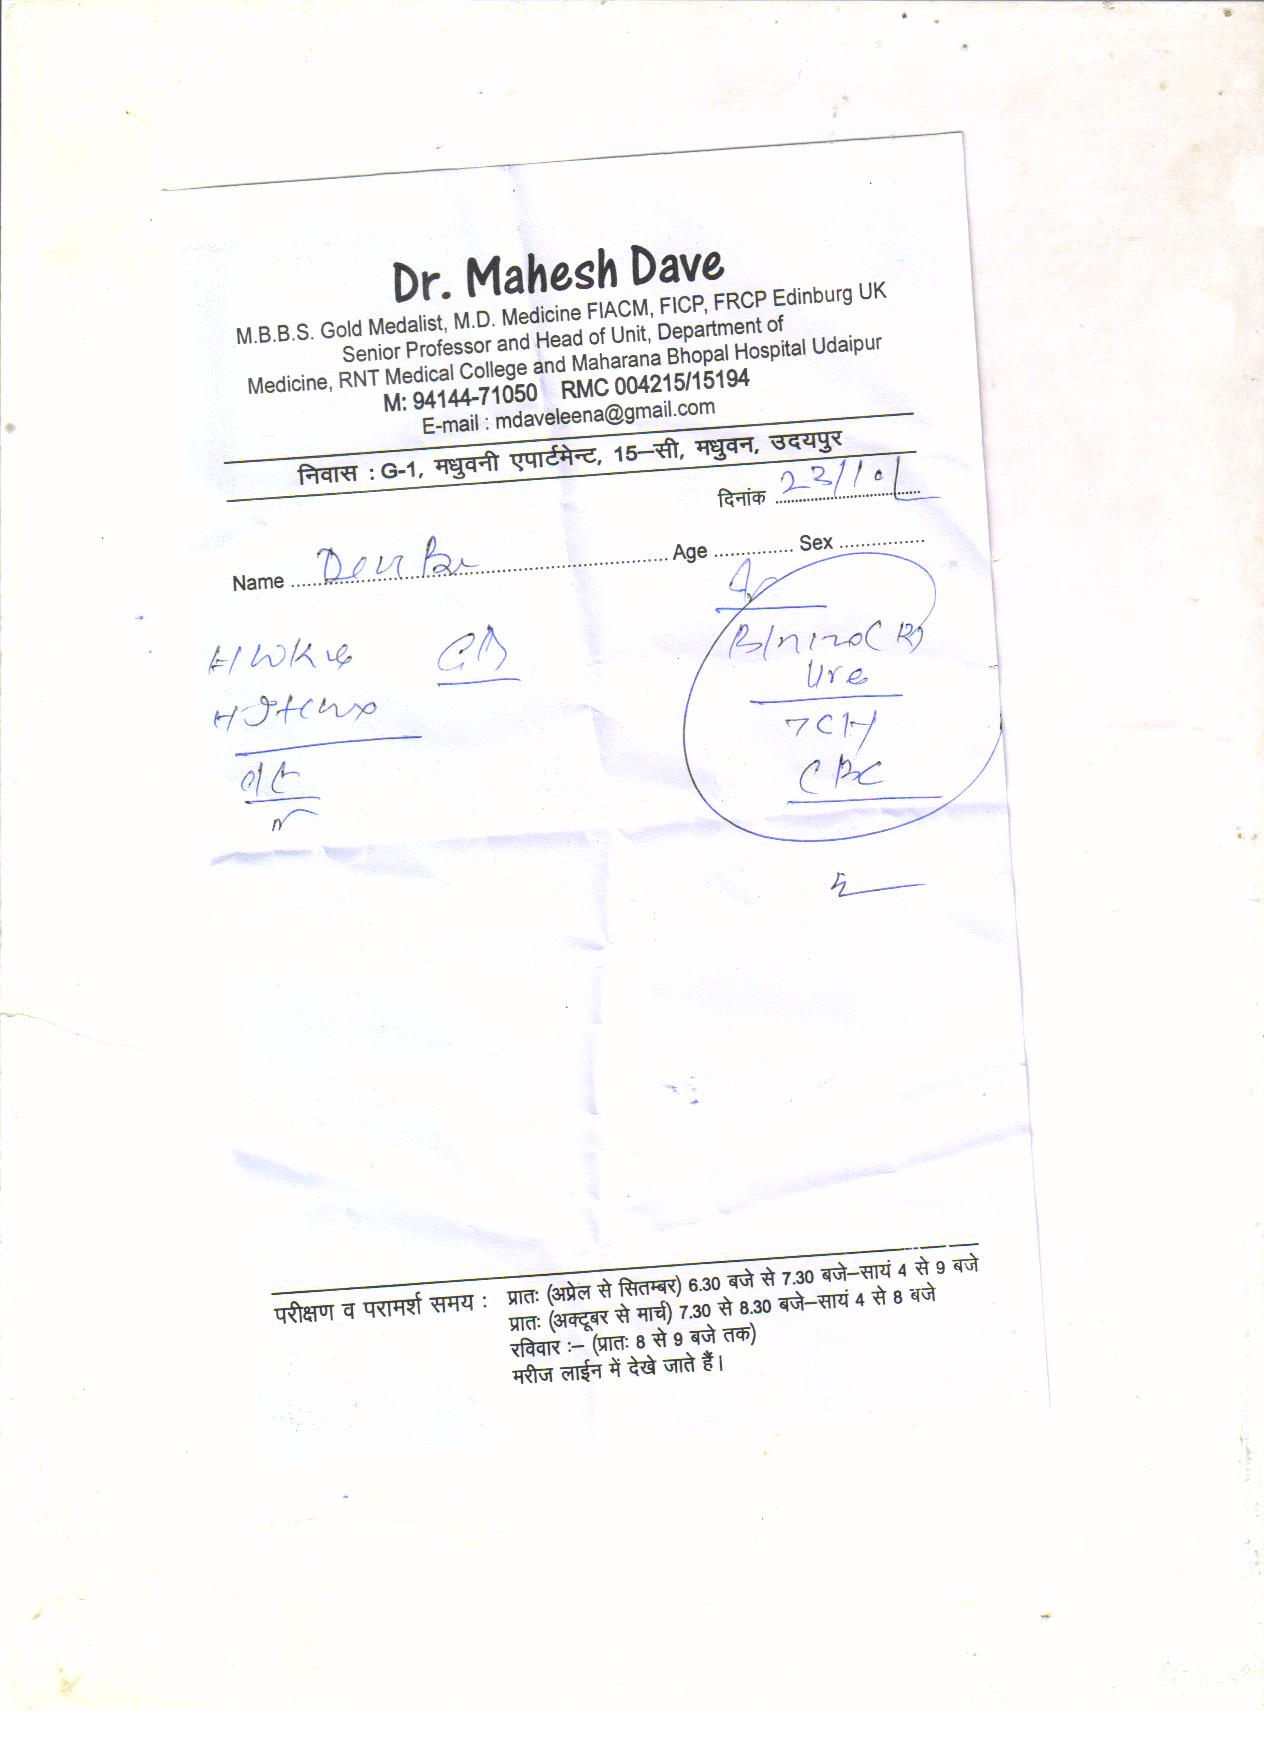 Dr. Mahesh Dave
M.B.B.S. Gold Medalist, M.D. Medicine FIACM, FICP, FRCP Edinburg UK
Senior Professor and Head of Unit, Department of
Medicine, RNT Medical College and Maharana Bhopal Hospital Udaipur
M: 94144-71050 RMC 004215/15194
E-mail : mdaveleena@gmail.com
निवास : G-1, मधुवनी एपार्टमेन्ट, 15–सी, मधुवन, उदयपुर
दिनांक 23/10
Name Age Sex
CBC
परीक्षण व परामर्श समय : प्रातः (अप्रेल से सितम्बर) 6.30 बजे से 7.30 बजे–सायं 4 से 9 बजे
प्रातः (अक्टूबर से मार्च) 7.30 से 8.30 बजे–सायं 4 से 8 बजे
रविवार :– (प्रातः 8 से 9 बजे तक)
मरीज लाईन में देखे जाते हैं।